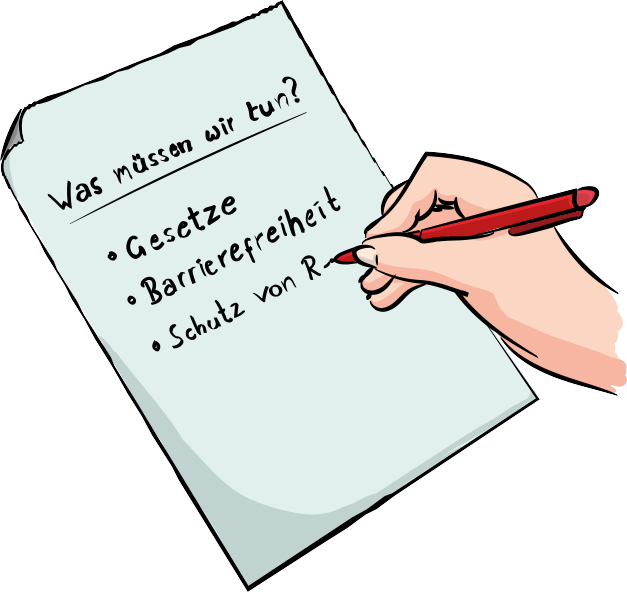 Was müssen wir tun?
• Gesetze
• Barrierefreiheit
• Schutz von R